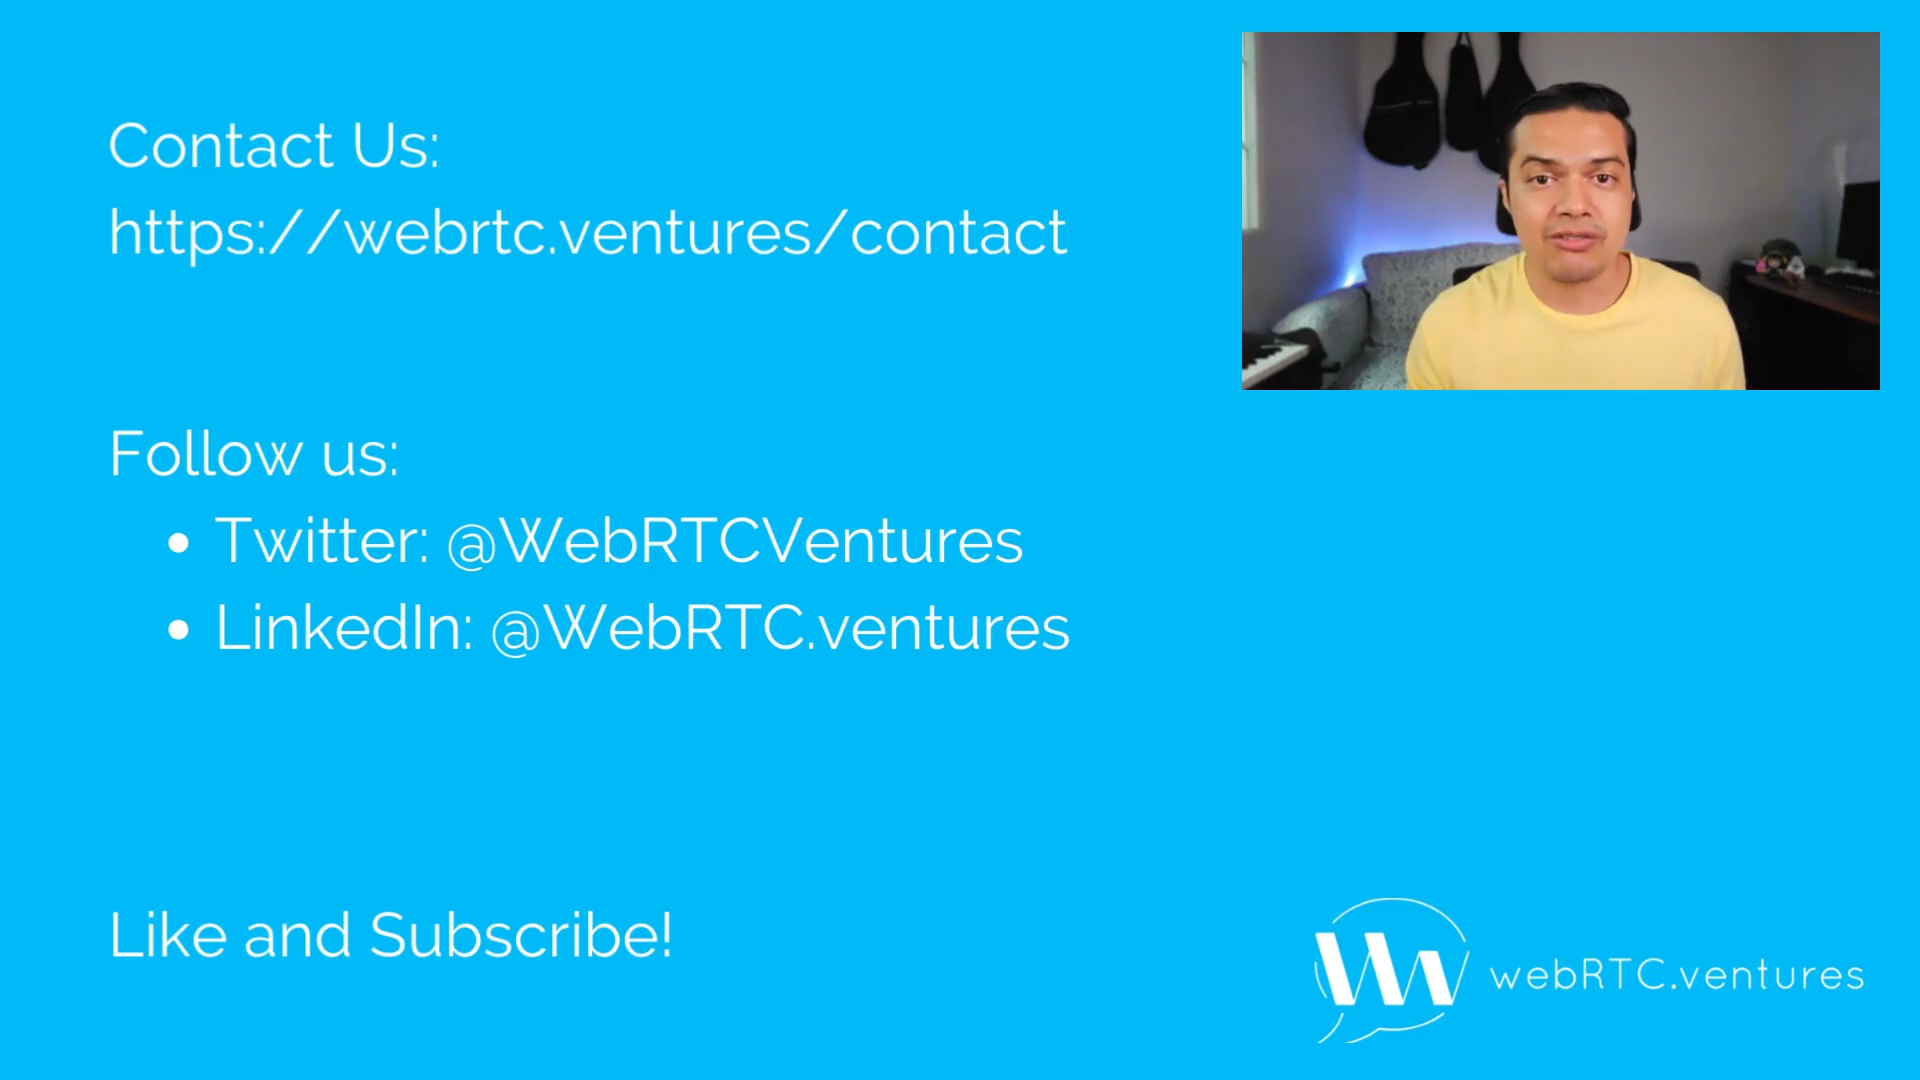 Contact Us:
https://webrtc.ventures/contact
Follow us:
• Twitter: @WebRTCVentures
• LinkedIn: @WebRTC.ventures
Like and Subscribe!
webRTC.ventures